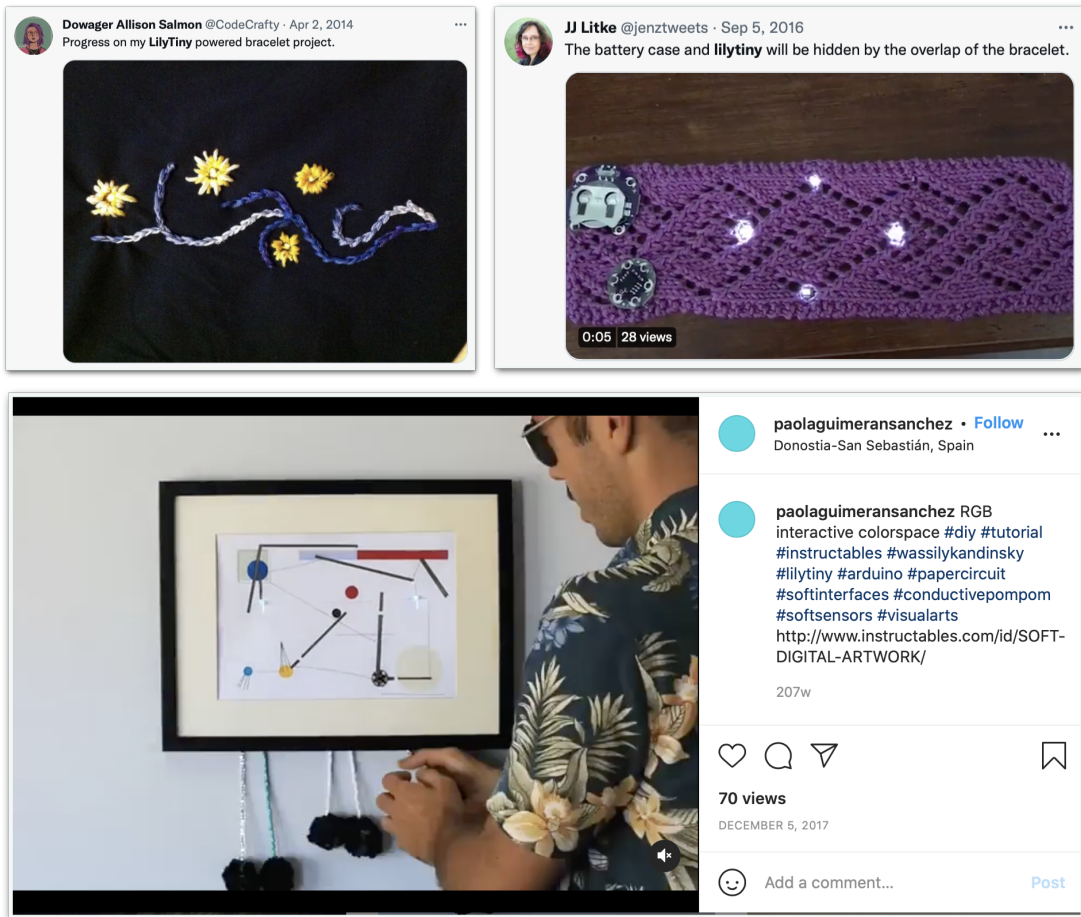 Dowager Allison Salmon @CodeCrafty · Apr 2, 2014
Progress on my LilyTiny powered bracelet project.
JJ Litke @jenztweets · Sep 5, 2016
The battery case and lilytiny will be hidden by the overlap of the bracelet.
0:05 28 views
paolaguimeransanchez • Follow
Donostia-San Sebastián, Spain
paolaguimeransanchez RGB
interactive colorspace #diy #tutorial
#instructables #wassilykandinsky
#lilytiny #arduino #papercircuit
#softinterfaces #conductivepompom
#softsensors #visualarts
http://www.instructables.com/id/SOFT-
DIGITAL-ARTWORK/
207w
70 views
DECEMBER 5, 2017
Add a comment...
Post